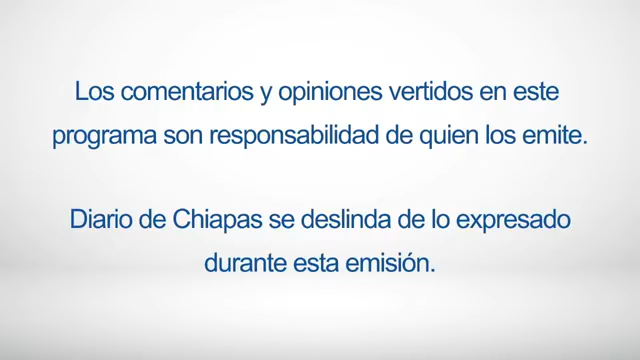 Los comentarios y opiniones vertidos en este
programa son responsabilidad de quien los emite.
Diario de Chiapas se deslinda de lo expresado
durante esta emisión.